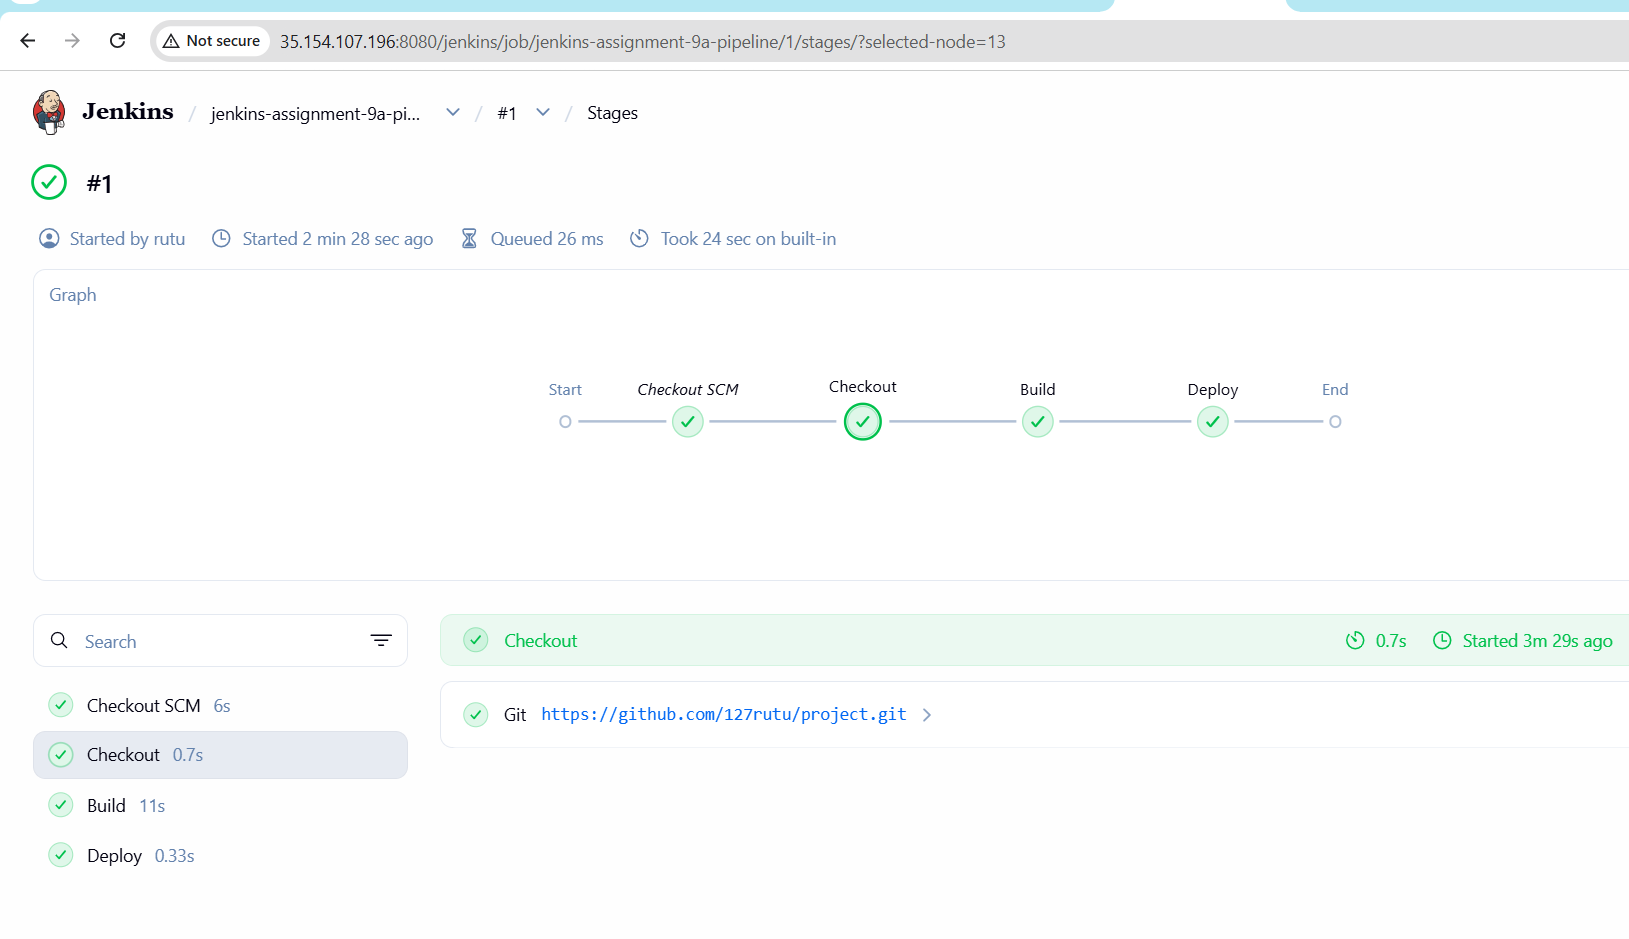 Not secure 35.154.107.196:8080/jenkins/job/jenkins-assignment-9a-pipeline/1/stages/?selected-node=13
Jenkins / jenkins-assignment-9a-pi... / #1 / Stages
#1
Started by rutu Started 2 min 28 sec ago Queued 26 ms Took 24 sec on built-in
Graph
Start Checkout SCM Checkout Build Deploy End
Search
Checkout SCM 6s
Checkout 0.7s
Build 11s
Deploy 0.33s
Checkout 0.7s Started 3m 29s ago
Git https://github.com/127rutu/project.git